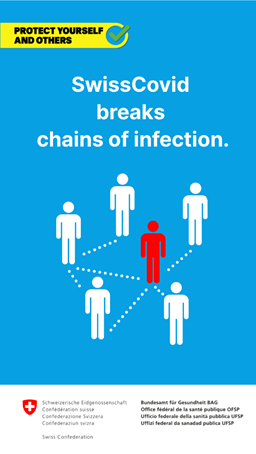 PROTECT YOURSELF
AND OTHERS
SwissCovid
breaks
chains of infection.
Schweizerische Eidgenossenschaft
Confédération suisse
Confederazione Svizzera
Confederaziun svizra
Swiss Confederation
Bundesamt für Gesundheit BAG
Office fédéral de la santé publique OFSP
Ufficio federale della sanità pubblica UFSP
Uffizi federal da sanadad publica UFSP